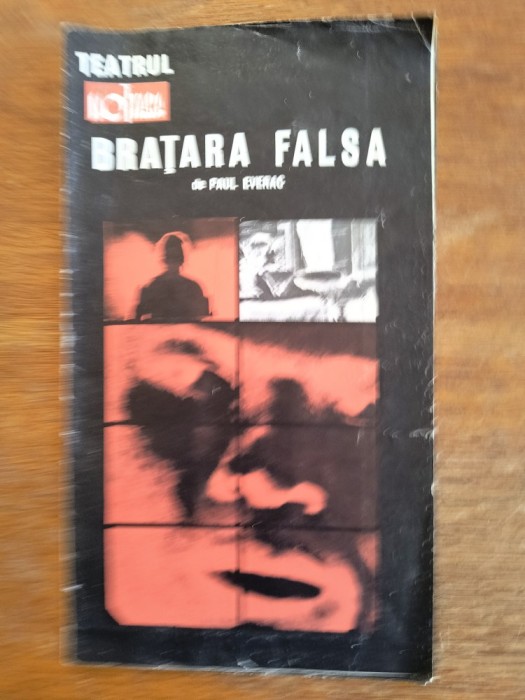 TEATRUL
NOTTARA
BRAȚARA FALSA
de PAUL EVERAC